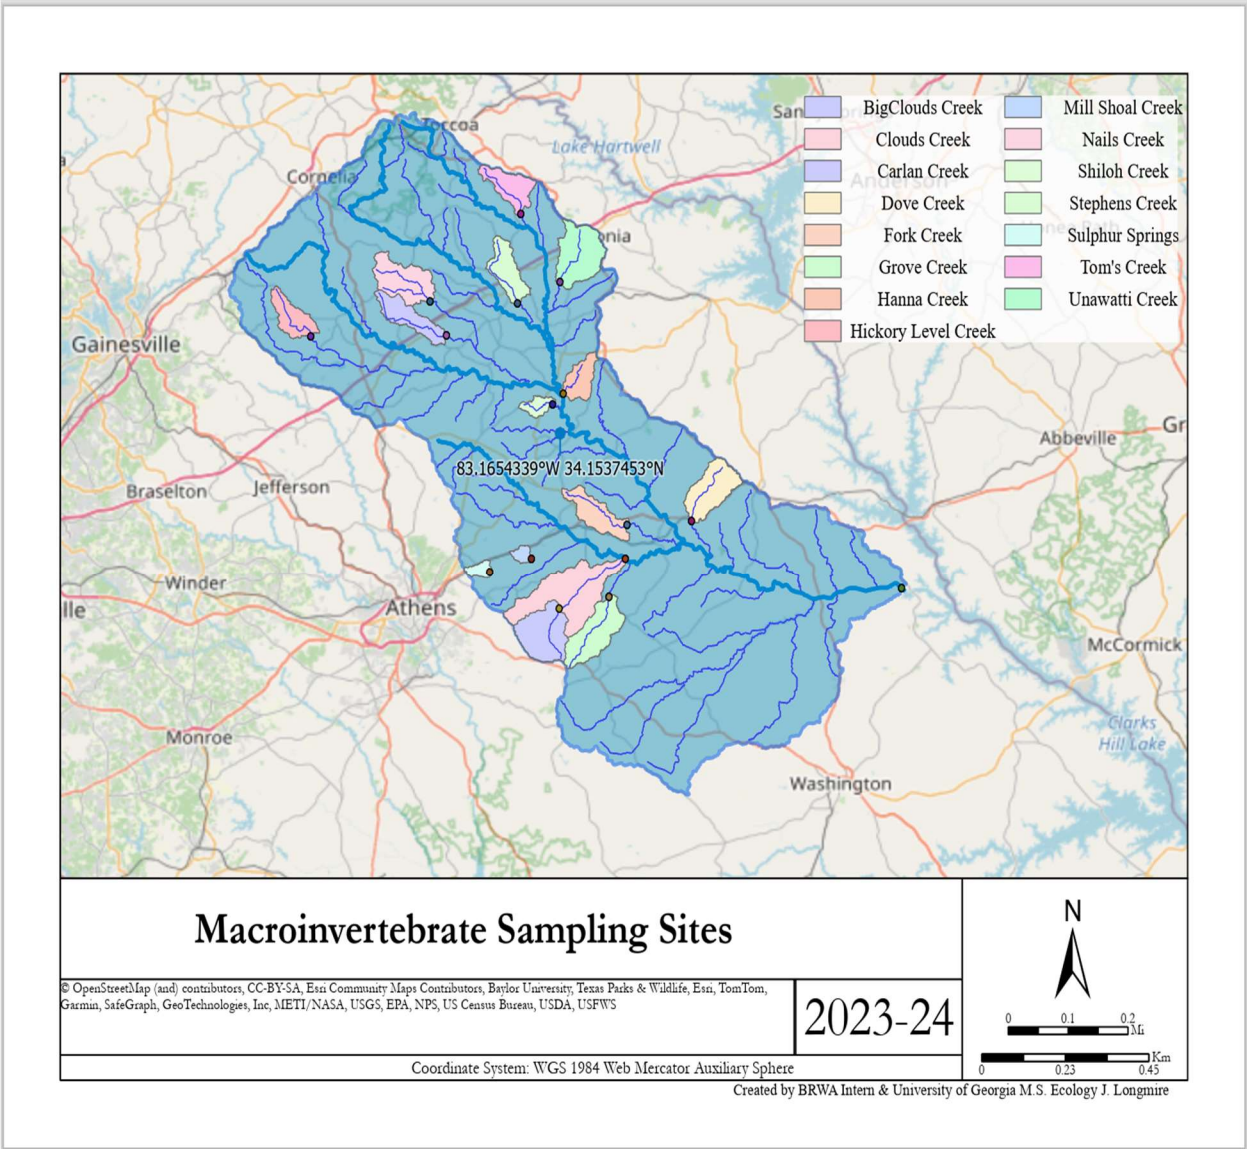 Toccoa
Lake Hartwell
San
Cornelia
Anderson
onia
Gainesville
Abbeville
Gr
83.1654339°W 34.1537453°N
Braselton
Jefferson
Winder
Athens
lle
McCormick
Monroe
Clarks
Hill Lake
Washington
BigClouds Creek
Clouds Creek
Carlan Creek
Dove Creek
Fork Creek
Grove Creek
Hanna Creek
Hickory Level Creek
Mill Shoal Creek
Nails Creek
Shiloh Creek
Stephens Creek
Sulphur Springs
Tom's Creek
Unawatti Creek
Macroinvertebrate Sampling Sites
© OpenStreetMap (and) contributors, CC-BY-SA, Esri Community Maps Contributors, Baylor University, Texas Parks & Wildlife, Esri, TomTom,
Garmin, SafeGraph, GeoTechnologies, Inc, METI/NASA, USGS, EPA, NPS, US Census Bureau, USDA, USFWS
2023-24
Coordinate System: WGS 1984 Web Mercator Auxiliary Sphere
N
0 0.1 0.2
Mi
Km
0 0.23 0.45
Created by BRWA Intern & University of Georgia M.S. Ecology J. Longmire